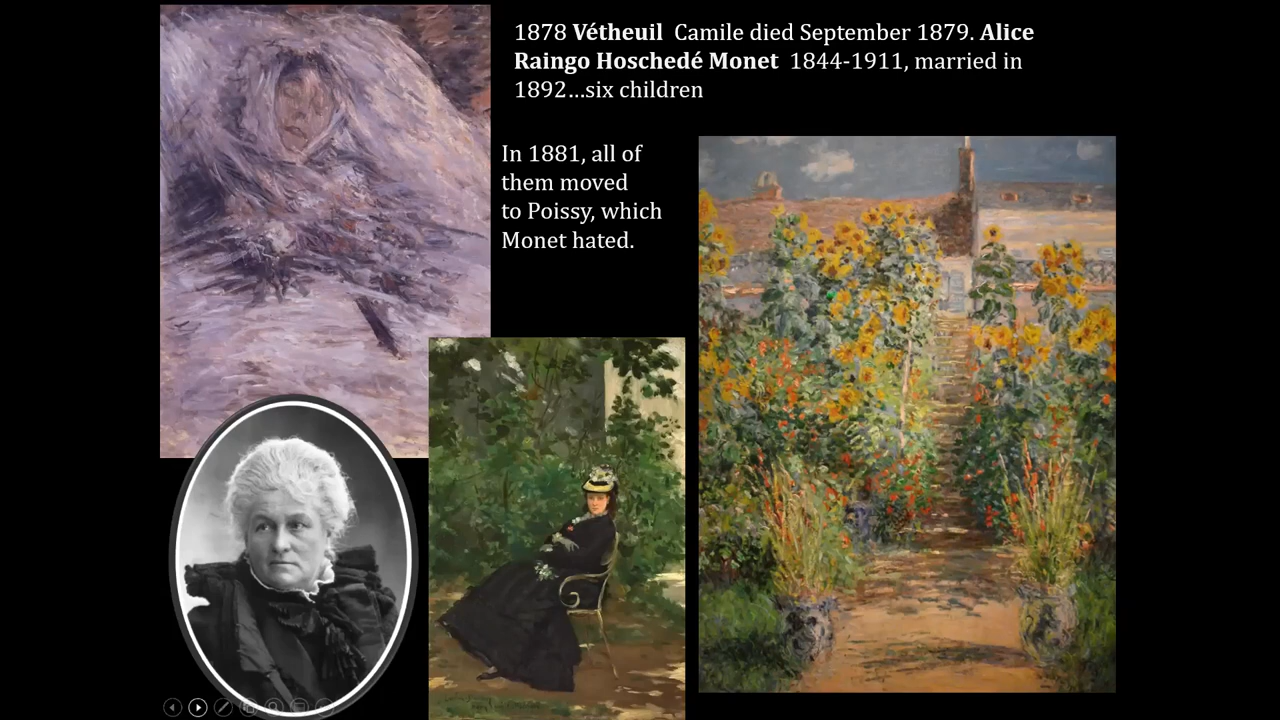 1878 Vétheuil  Camile died September 1879. Alice
Raingo Hoschedé Monet  1844-1911, married in
1892...six children
In 1881, all of
them moved
to Poissy, which
Monet hated.